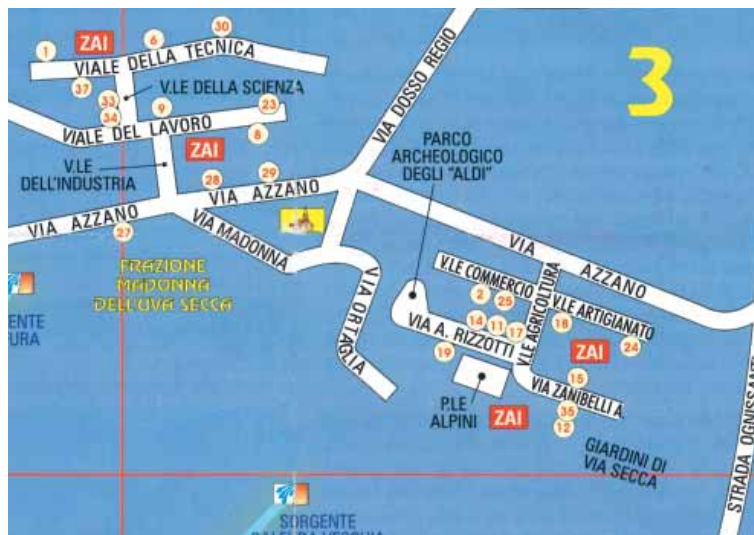 30
6
1
ZAI
VIALE DELLA TECNICA
3
37
V.LE DELLA SCIENZA
33
34
9
23
VIALE DEL LAVORO
8
VIA DOSSO REGIO
ZAI
PARCO
ARCHEOLOGICO
DEGLI "ALDI"
V.LE
DELL'INDUSTRIA
28
29
VIA AZZANO
VIA AZZANO
27
VIA MADONNA
VIA AZZANO
FRAZIONE
MADONNA
DELL'UVA SECCA
V.LE COMMERCIO
2
25
V.LE AGRICOLTURA
V.LE ARTIGIANATO
VIA ORTAGLIA
14
11
17
18
24
VIA A. RIZZOTTI
19
ZAI
15
VIA ZANIBELLI A.
35
12
P.LE
ALPINI
ZAI
GIARDINI DI
VIA SECCA
STRADA OGNISSANTI
SORGENTE